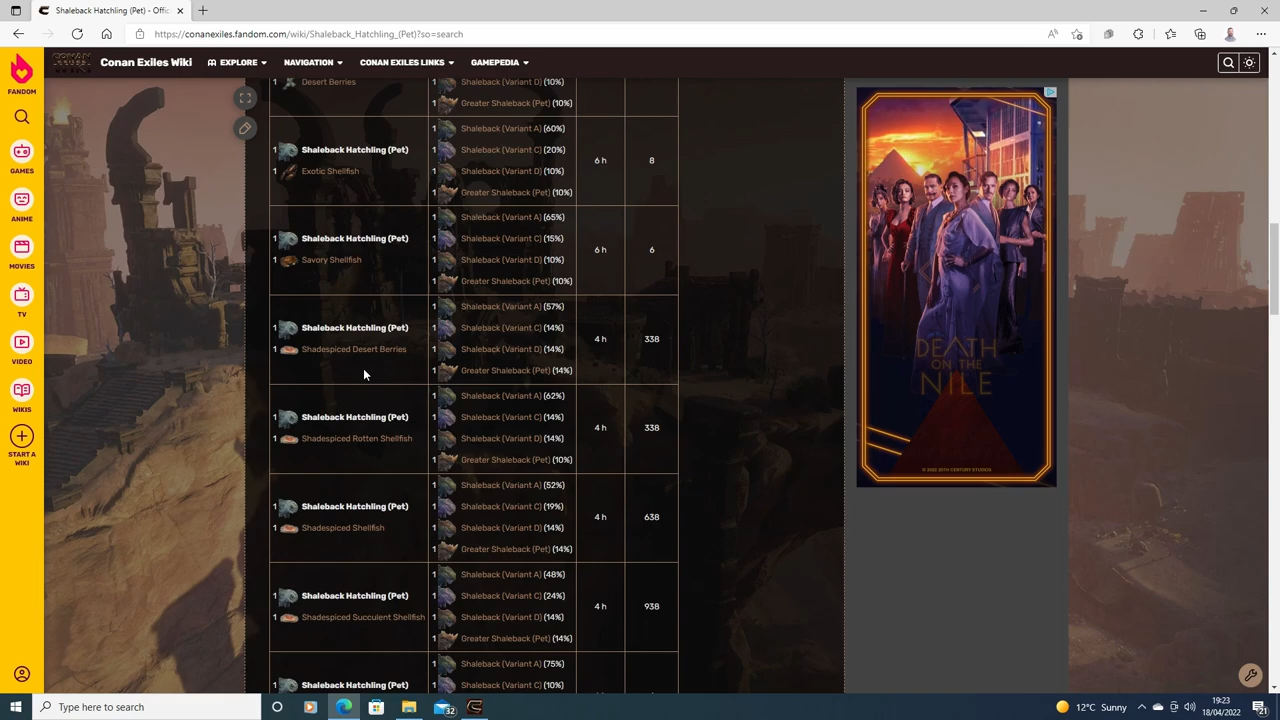 Shaleback Hatchling (Pet) - Offic
https://conanexiles.fandom.com/wiki/Shaleback_Hatchling_(Pet)?so=search
FANDOM
GAMES
ANIME
MOVIES
TV
VIDEO
WIKIS
START A
WIKI
Conan Exiles Wiki
EXPLORE
NAVIGATION
CONAN EXILES LINKS
GAMEPEDIA
1 Desert Berries
1 Shaleback (Variant D) (10%)
1 Greater Shaleback (Pet) (10%)
1 Shaleback Hatchling (Pet)
1 Exotic Shellfish
1 Shaleback (Variant A) (60%)
1 Shaleback (Variant C) (20%)
1 Shaleback (Variant D) (10%)
1 Greater Shaleback (Pet) (10%)
6 h
8
1 Shaleback Hatchling (Pet)
1 Savory Shellfish
1 Shaleback (Variant A) (65%)
1 Shaleback (Variant C) (15%)
1 Shaleback (Variant D) (10%)
1 Greater Shaleback (Pet) (10%)
6 h
6
1 Shaleback Hatchling (Pet)
1 Shadespiced Desert Berries
1 Shaleback (Variant A) (57%)
1 Shaleback (Variant C) (14%)
1 Shaleback (Variant D) (14%)
1 Greater Shaleback (Pet) (14%)
4 h
338
1 Shaleback Hatchling (Pet)
1 Shadespiced Rotten Shellfish
1 Shaleback (Variant A) (62%)
1 Shaleback (Variant C) (14%)
1 Shaleback (Variant D) (14%)
1 Greater Shaleback (Pet) (10%)
4 h
338
1 Shaleback Hatchling (Pet)
1 Shadespiced Shellfish
1 Shaleback (Variant A) (52%)
1 Shaleback (Variant C) (19%)
1 Shaleback (Variant D) (14%)
1 Greater Shaleback (Pet) (14%)
4 h
638
1 Shaleback Hatchling (Pet)
1 Shadespiced Succulent Shellfish
1 Shaleback (Variant A) (48%)
1 Shaleback (Variant C) (24%)
1 Shaleback (Variant D) (14%)
1 Greater Shaleback (Pet) (14%)
4 h
938
1 Shaleback Hatchling (Pet)
1 Shaleback (Variant A) (75%)
1 Shaleback (Variant C) (10%)
DEATH
ON THE
NILE
© 2022 20TH CENTURY STUDIOS
Type here to search
32
12°C Sunny
19:23
18/04/2022
21